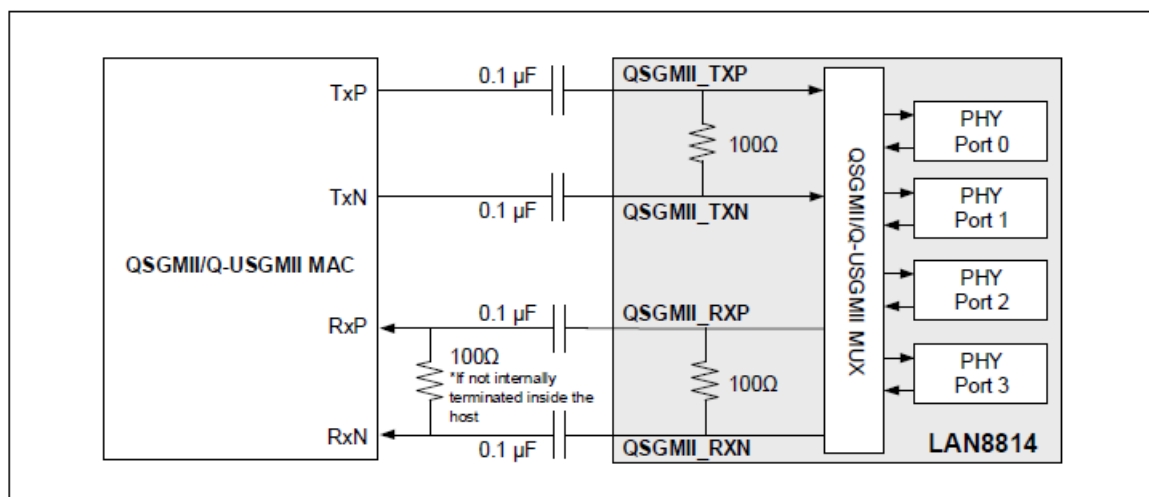 0.1 µF
QSGMII_TXP
TxP
100Ω
TxN
0.1 µF
QSGMII_TXN
QSGMII/Q-USGMII MAC
0.1 µF
QSGMII_RXP
RxP
100Ω
*If not internally
terminated inside the
host
100Ω
RxN
0.1 µF
QSGMII_RXN
QSGMII/Q-USGMII MUX
PHY
Port 0
PHY
Port 1
PHY
Port 2
PHY
Port 3
LAN8814